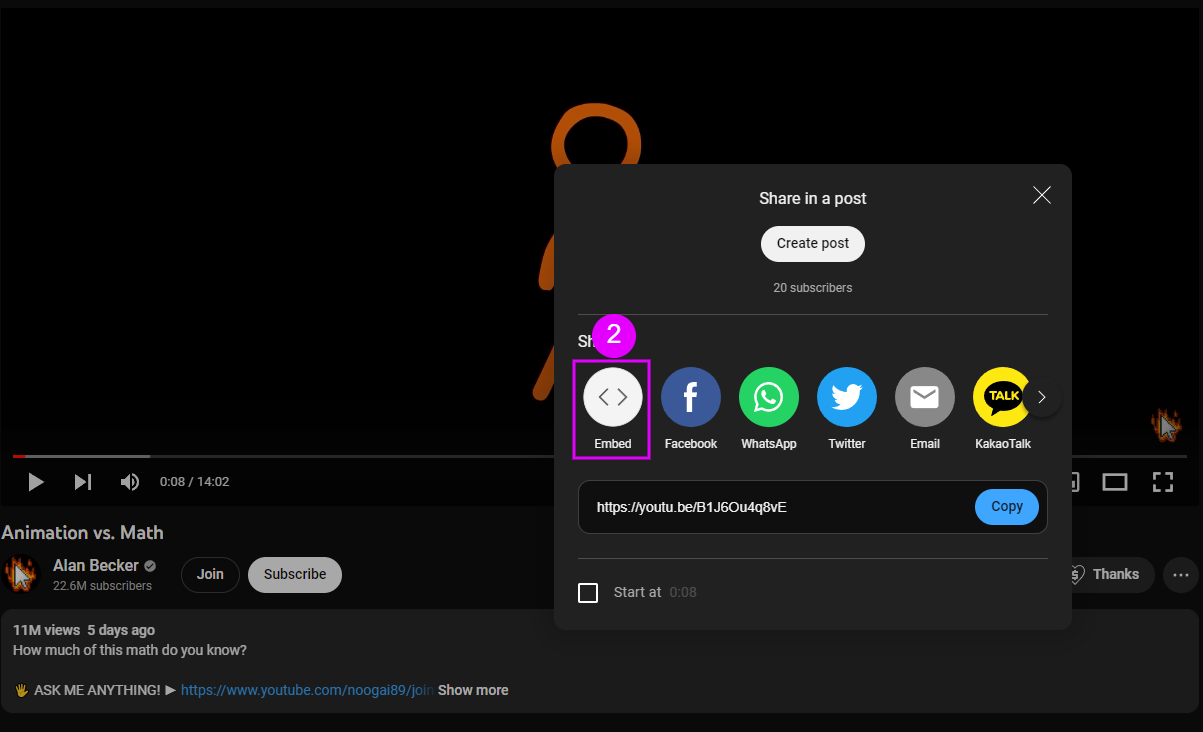 Share in a post
Create post
20 subscribers
2
Embed
Facebook
WhatsApp
Twitter
Email
TALK
KakaoTalk
https://youtu.be/B1J6Ou4q8vE
Copy
Start at 0:08
0:08 / 14:02
Animation vs. Math
Alan Becker
22.6M subscribers
Join
Subscribe
Thanks
11M views 5 days ago
How much of this math do you know?
🖐 ASK ME ANYTHING! ► https://www.youtube.com/noogai89/join Show more